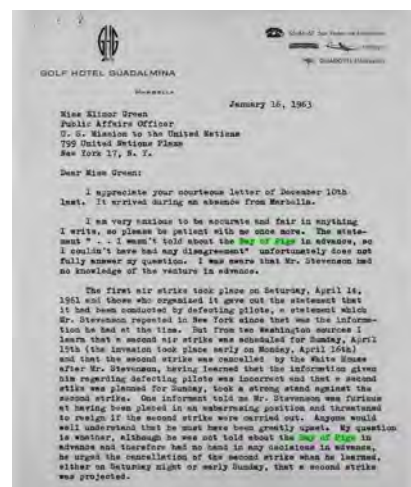 GHG
GOLF HOTEL GUADALMINA
MARBELLA
January 16, 1963
Miss Elinor Green
Public Affairs Officer
U. S. Mission to the United Nations
799 United Nations Plaza
New York 17, N. Y.
Dear Miss Green:
I appreciate your courteous letter of December 10th
last. It arrived during an absence from Marbella.
I am very anxious to be accurate and fair in anything
I write, so please be patient with me once more. The state-
ment " . . I wasn't told about the Bay of Pigs in advance, so
I couldn't have had any disagreement" unfortunately does not
fully answer my question. I was aware that Mr. Stevenson had
no knowledge of the venture in advance.
The first air strike took place on Saturday, April 14,
1961 and those who organized it gave out the statement that
it had been conducted by defecting pilots, a statement which
Mr. Stevenson repeated in New York since that was the informa-
tion he had at the time. But from two Washington sources I
learn that a second air strike was scheduled for Sunday, April
15th (the invasion took place early on Monday, April 16th)
and that the second strike was cancelled by the White House
after Mr. Stevenson, having learned that the information given
him regarding defecting pilots was incorrect and that a second
stike was planned for Sunday, took a strong stand against the
second strike. One informant told me Mr. Stevenson was furious
at having been placed in an embarrassing position and threatened
to resign if the second strike were carried out. Anyone would
well understand that he must have been greatly upset. My question
is whether, although he was not told about the Bay of Pigs in
advance and therefore had no hand in any decisions in advance,
he urged the cancellation of the second strike when he learned,
either on Saturday night or early Sunday, that a second strike
was projected.